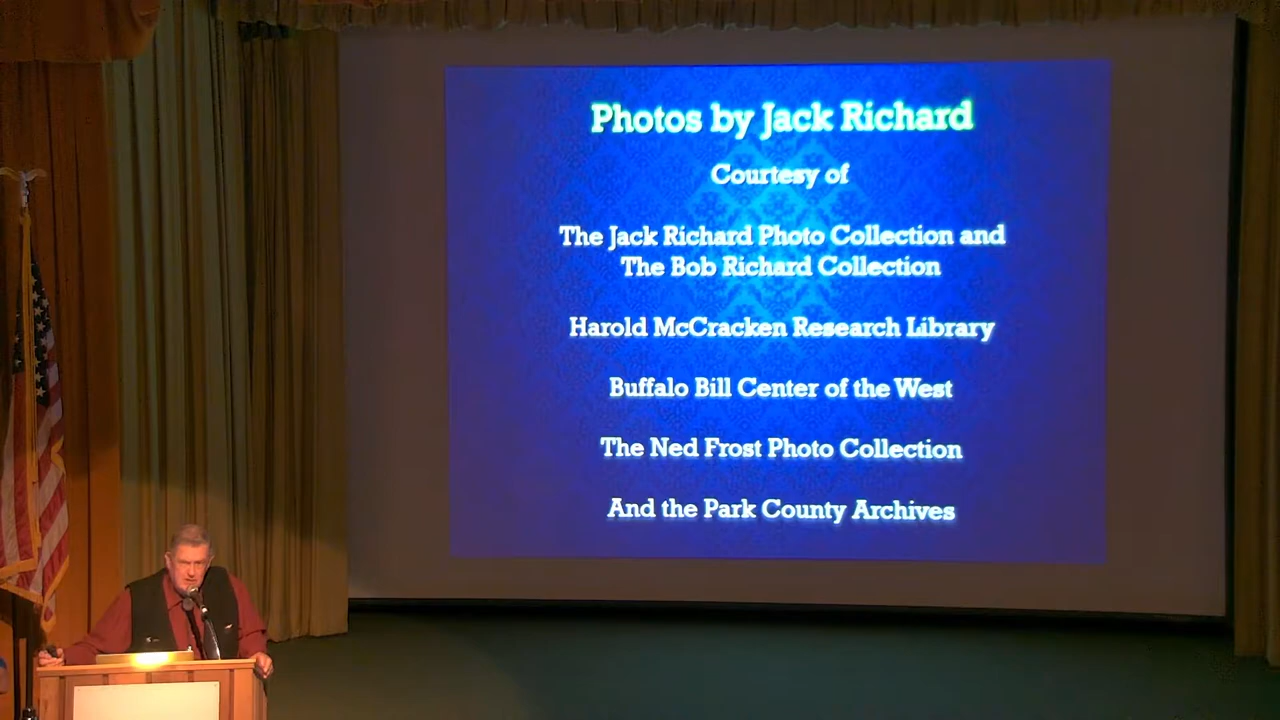 Photos by Jack Richard
Courtesy of
The Jack Richard Photo Collection and
The Bob Richard Collection
Harold McCracken Research Library
Buffalo Bill Center of the West
The Ned Frost Photo Collection
And the Park County Archives